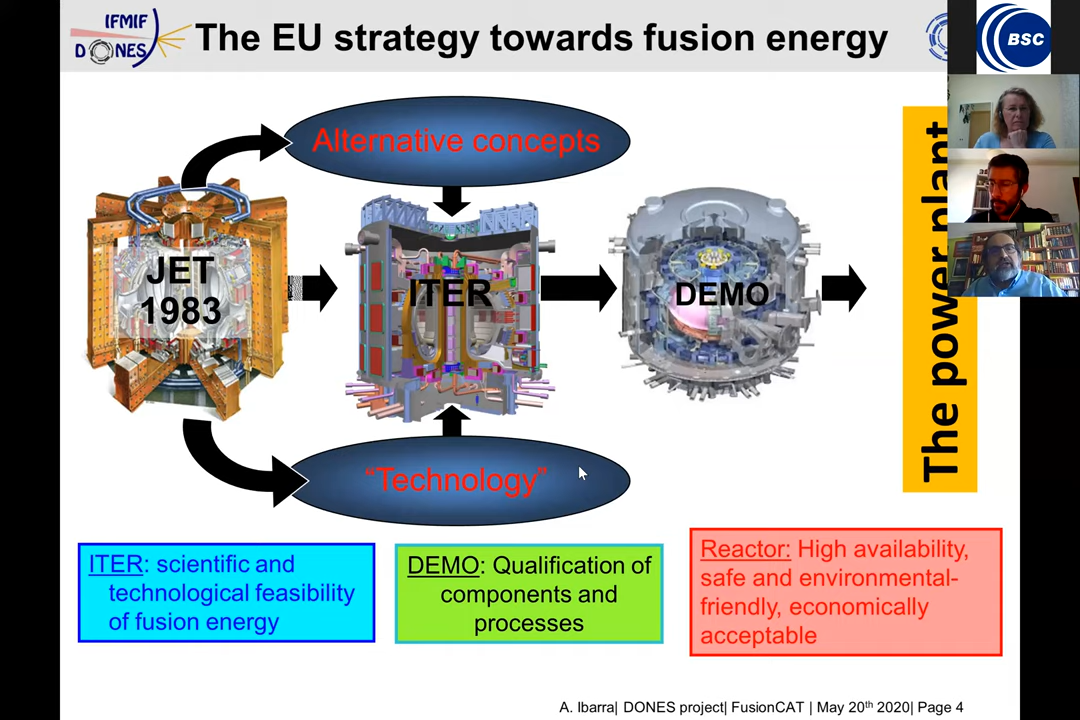 IFMIF
DONES
The EU strategy towards fusion energy
BSC
Alternative concepts
JET
1983
ITER
DEMO
The power plant
“Technology”
ITER: scientific and
technological feasibility
of fusion energy
DEMO: Qualification of
components and
processes
Reactor: High availability,
safe and environmental-
friendly, economically
acceptable
A. Ibarra| DONES project| FusionCAT | May 20th 2020| Page 4